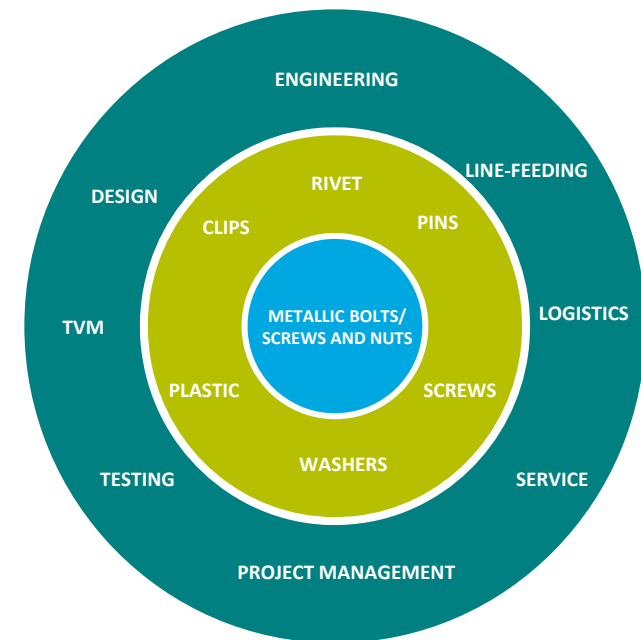 ENGINEERING
LINE-FEEDING
RIVET
DESIGN
PINS
CLIPS
METALLIC BOLTS/
SCREWS AND NUTS
LOGISTICS
TVM
PLASTIC
SCREWS
WASHERS
TESTING
SERVICE
PROJECT MANAGEMENT